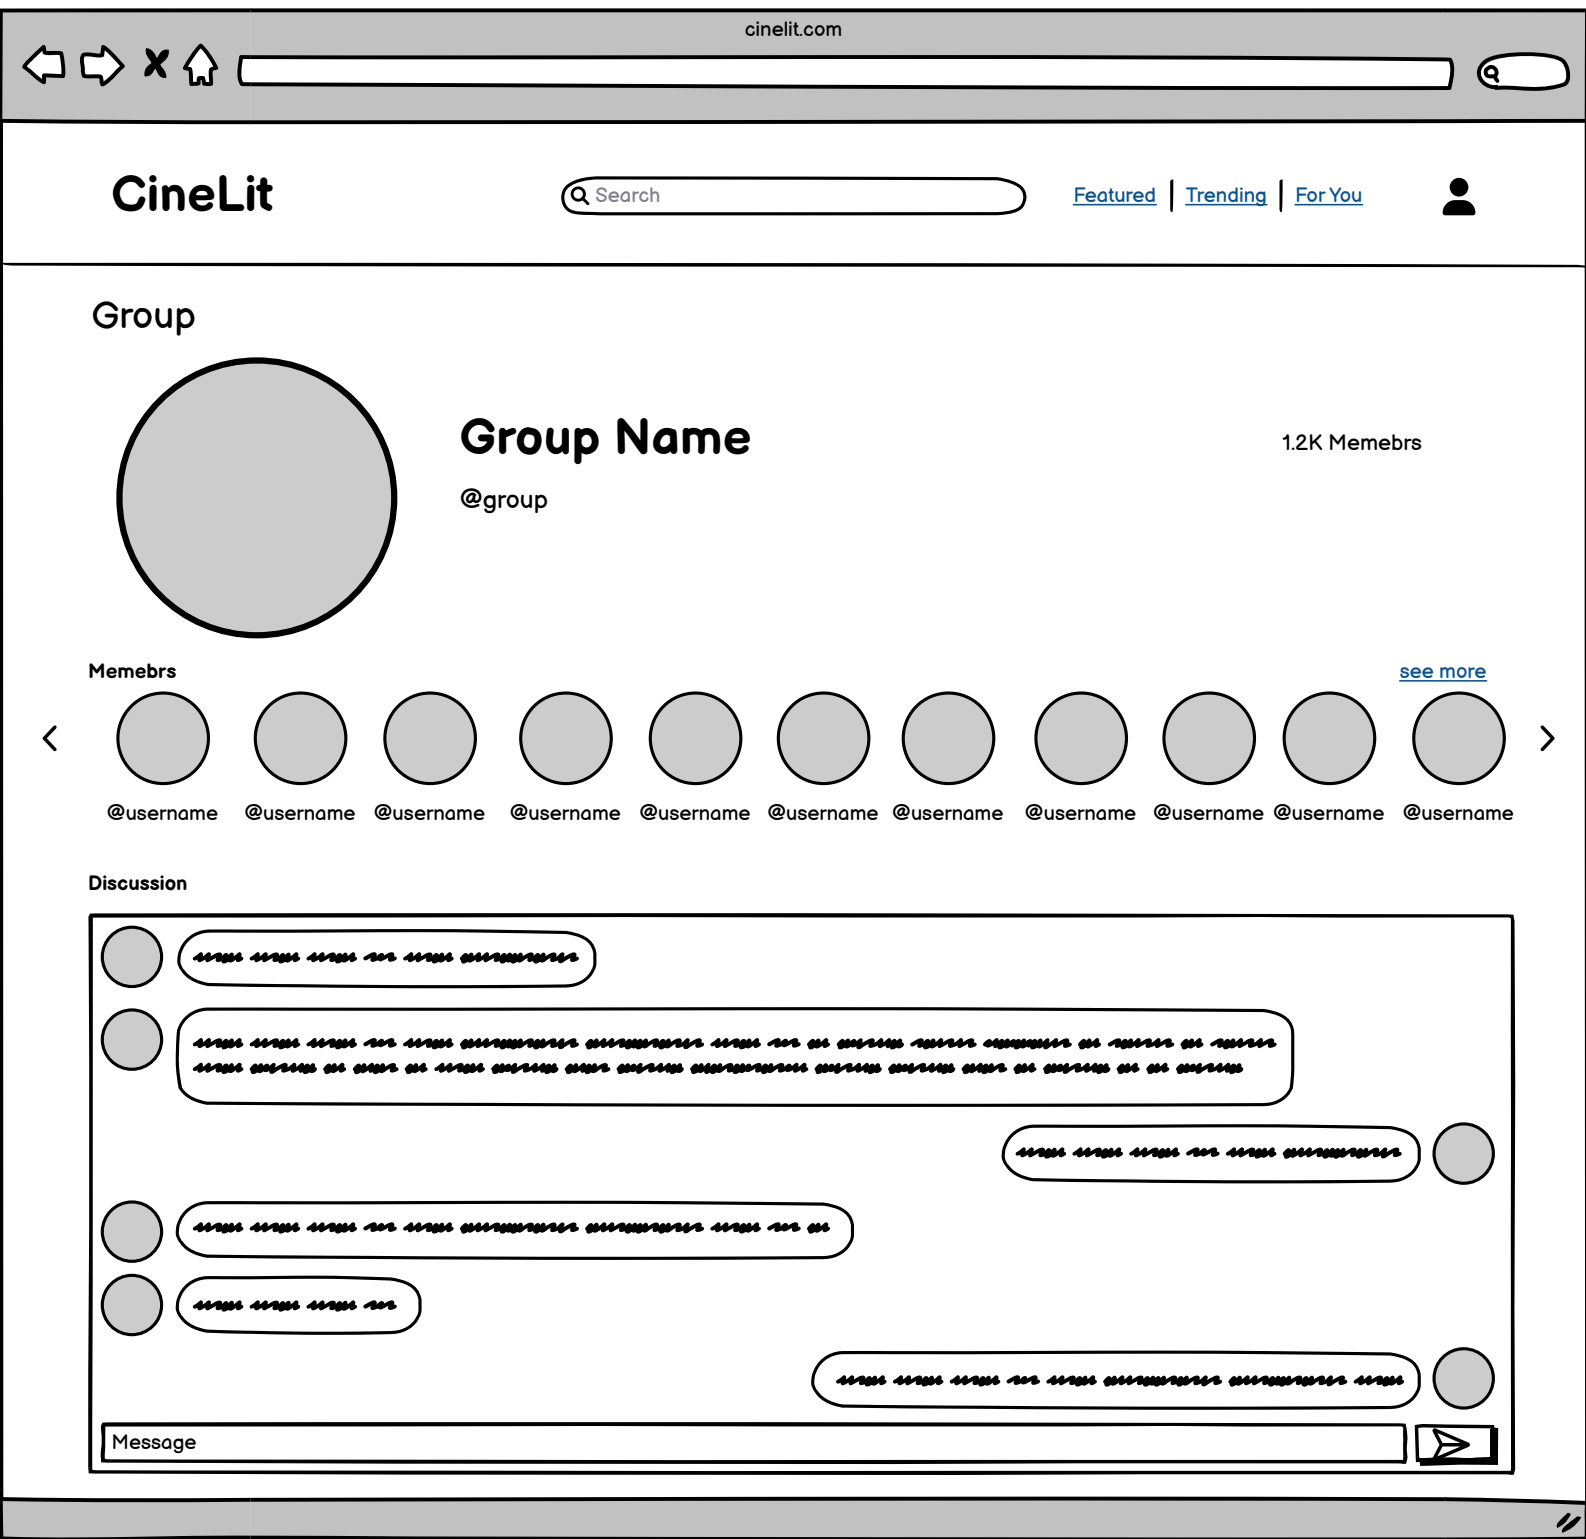 cinelit.com
CineLit
Search
Featured
Trending
For You
Group
Group Name
1.2K Memebrs
@group
Memebrs
see more
@username @username @username @username @username @username @username @username @username @username @username
Discussion
Message